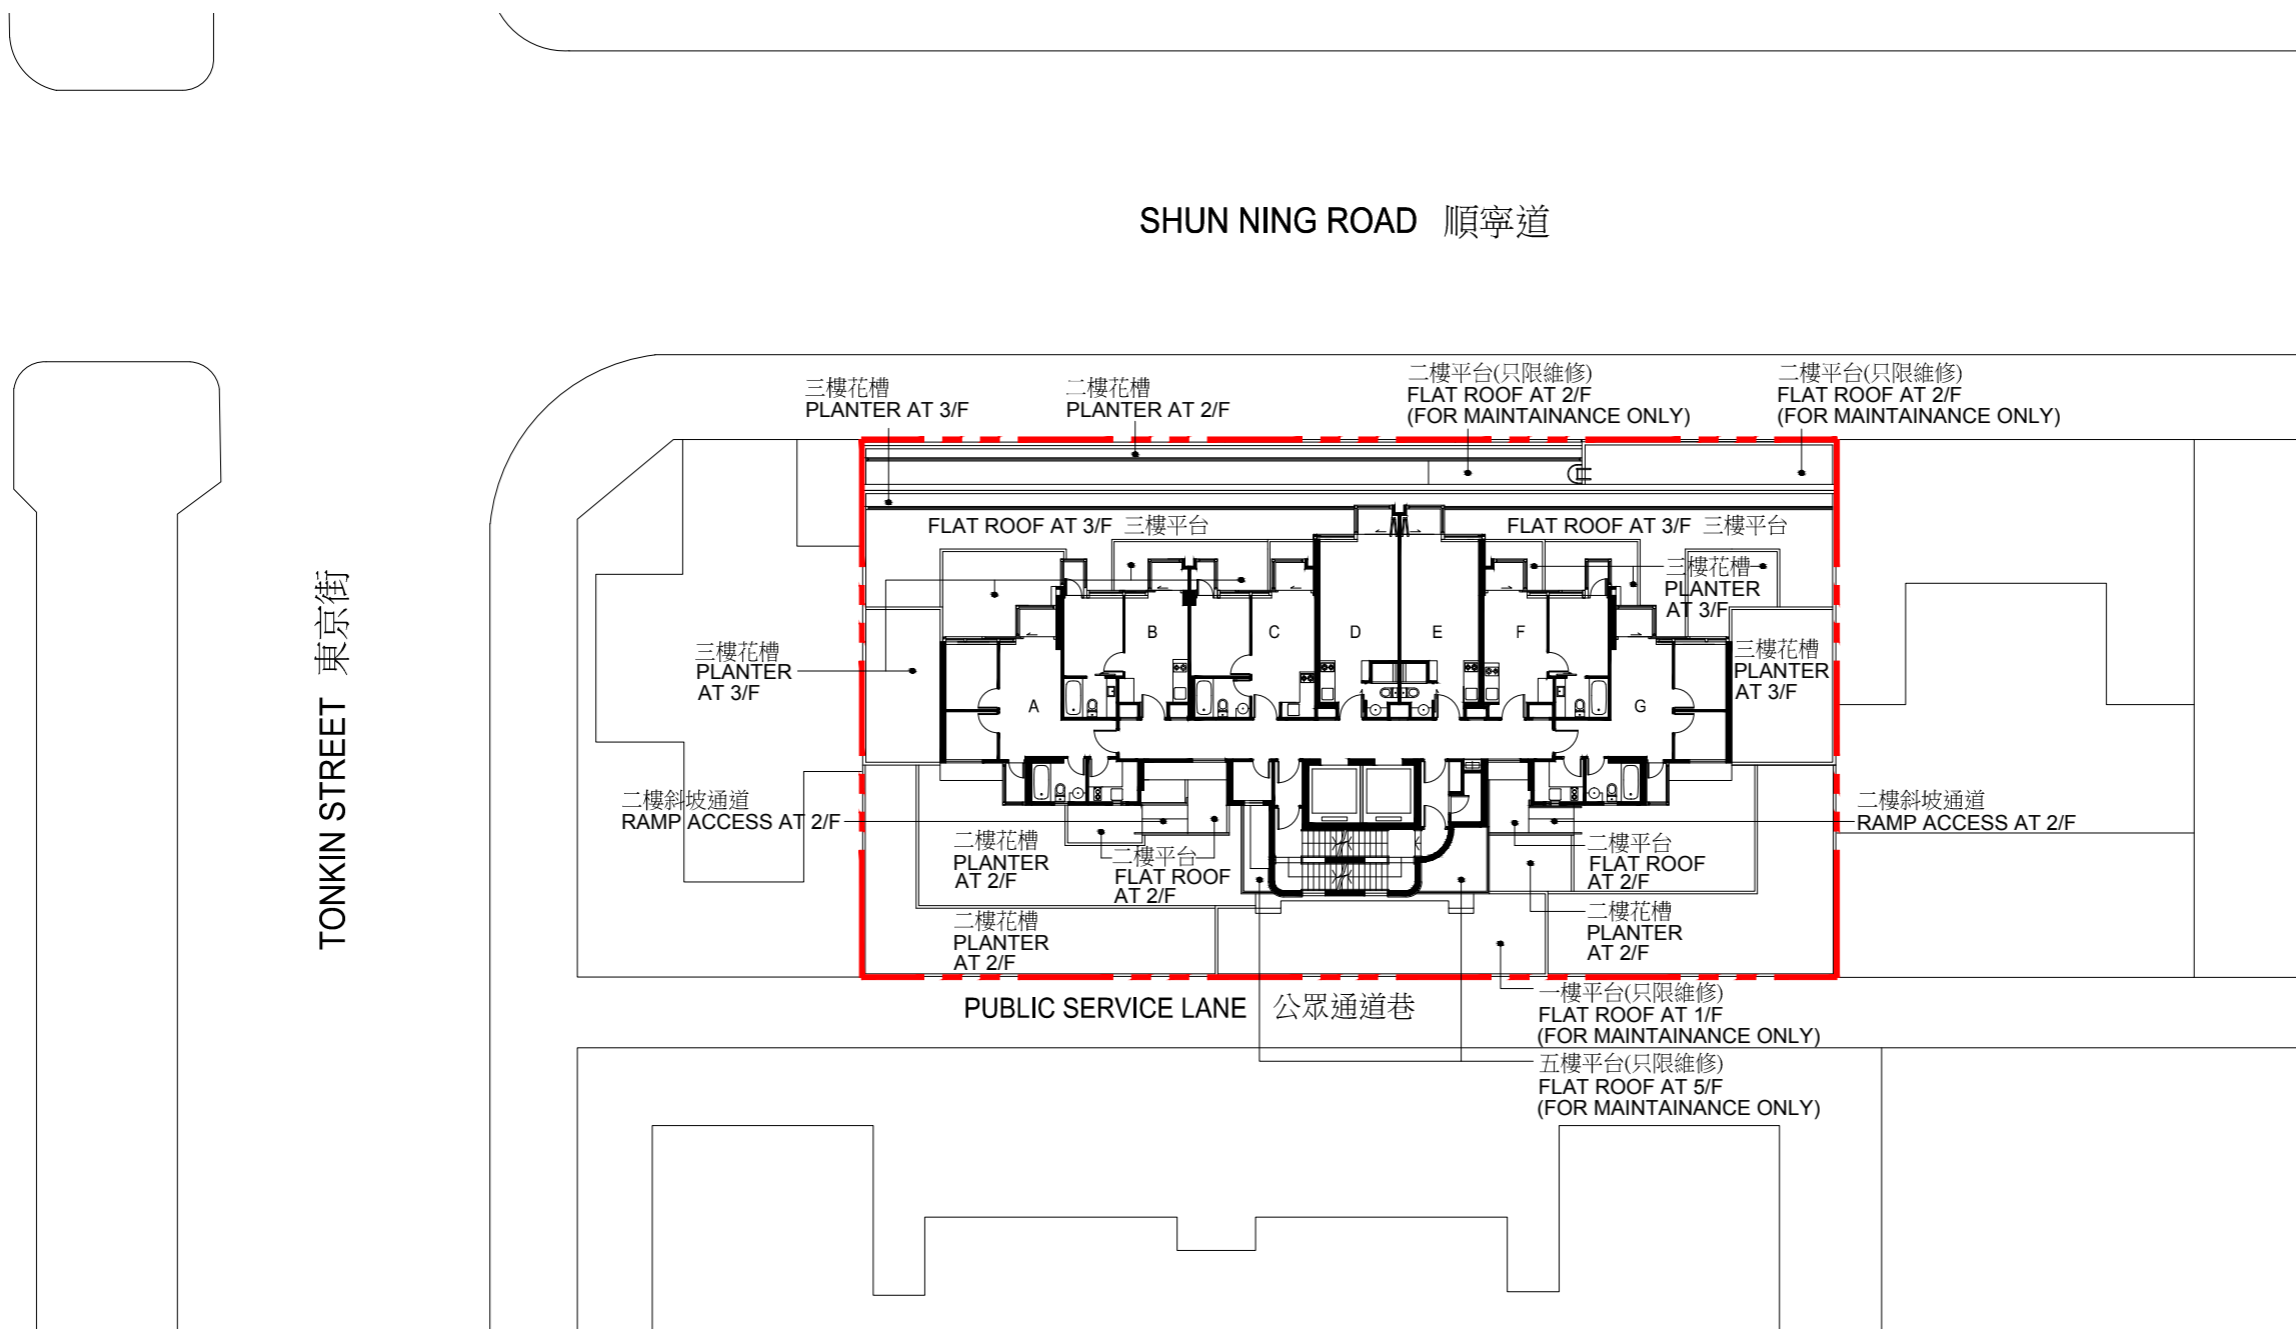 SHUN NING ROAD 順寧道
TONKIN STREET 東京街
三樓花槽
PLANTER AT 3/F
二樓花槽
PLANTER AT 2/F
二樓平台(只限維修)
FLAT ROOF AT 2/F
(FOR MAINTAINANCE ONLY)
二樓平台(只限維修)
FLAT ROOF AT 2/F
(FOR MAINTAINANCE ONLY)
FLAT ROOF AT 3/F 三樓平台
FLAT ROOF AT 3/F 三樓平台
三樓花槽
PLANTER
AT 3/F
三樓花槽
PLANTER
AT 3/F
三樓花槽
PLANTER
AT 3/F
A
B
C
D
E
F
G
二樓斜坡通道
RAMP ACCESS AT 2/F
二樓斜坡通道
RAMP ACCESS AT 2/F
二樓花槽
PLANTER
AT 2/F
二樓平台
FLAT ROOF
AT 2/F
二樓平台
FLAT ROOF
AT 2/F
二樓花槽
PLANTER
AT 2/F
二樓花槽
PLANTER
AT 2/F
PUBLIC SERVICE LANE 公眾通道巷
一樓平台(只限維修)
FLAT ROOF AT 1/F
(FOR MAINTAINANCE ONLY)
五樓平台(只限維修)
FLAT ROOF AT 5/F
(FOR MAINTAINANCE ONLY)